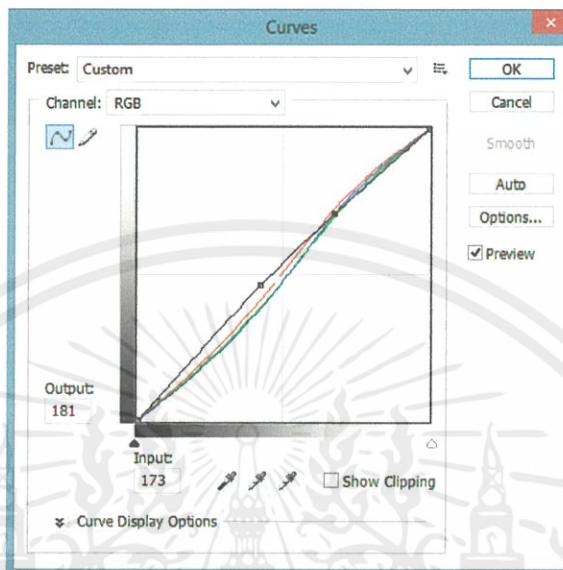 Curves
Preset: Custom
OK
Channel: RGB
Cancel
Smooth
Auto
Options...
Preview
Output:
181
Input:
173
Show Clipping
Curve Display Options